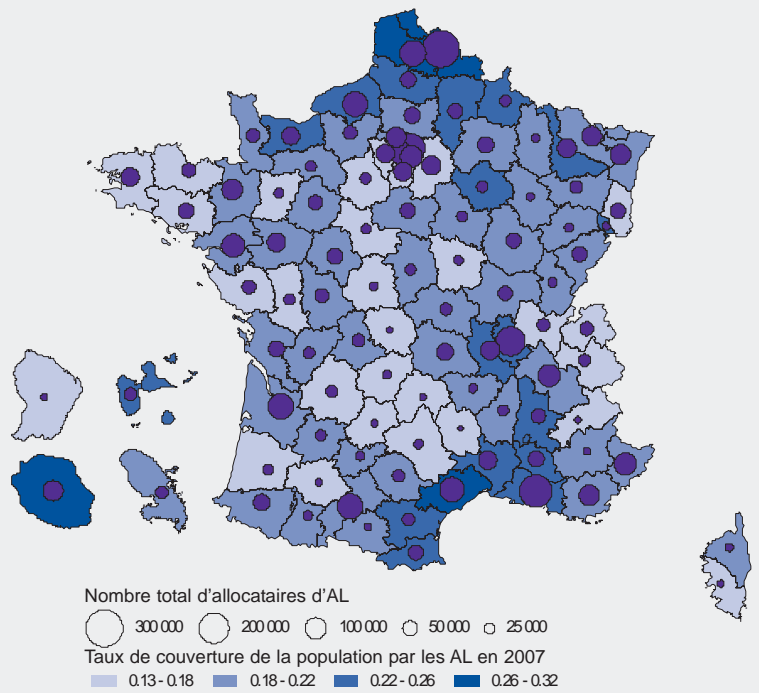 Nombre total d'allocataires d'AL
300 000 200 000 100 000 50 000 25 000
Taux de couverture de la population par les AL en 2007
0.13 - 0.18 0.18 - 0.22 0.22 - 0.26 0.26 - 0.32